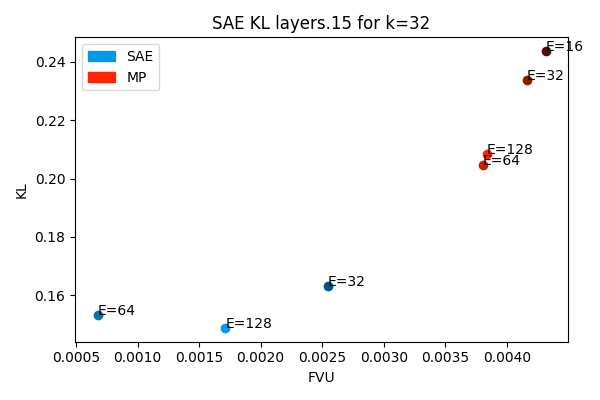 SAE KL layers.15 for k=32
SAE
MP
E=16
E=32
E=128
E=64
E=32
E=64
E=128
0.24
0.22
0.20
0.18
0.16
KL
0.0005 0.0010 0.0015 0.0020 0.0025 0.0030 0.0035 0.0040
FVU